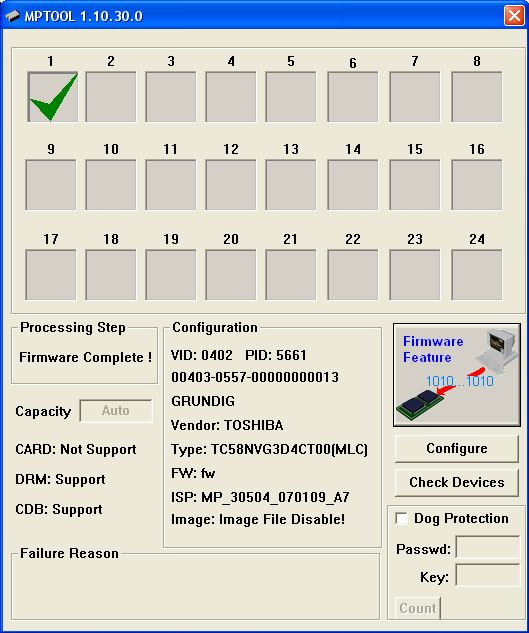 MPTOOL 1.10.30.0
1 2 3 4 5 6 7 8
9 10 11 12 13 14 15 16
17 18 19 20 21 22 23 24
Processing Step
Firmware Complete !
Capacity Auto
CARD: Not Support
DRM: Support
CDB: Support
Configuration
VID: 0402 PID: 5661
00403-0557-00000000013
GRUNDIG
Vendor: TOSHIBA
Type: TC58NVG3D4CT00(MLC)
FW: fw
ISP: MP_30504_070109_A7
Image: Image File Disable!
Firmware
Feature
1010...1010
Configure
Check Devices
Dog Protection
Passwd:
Key:
Count
Failure Reason